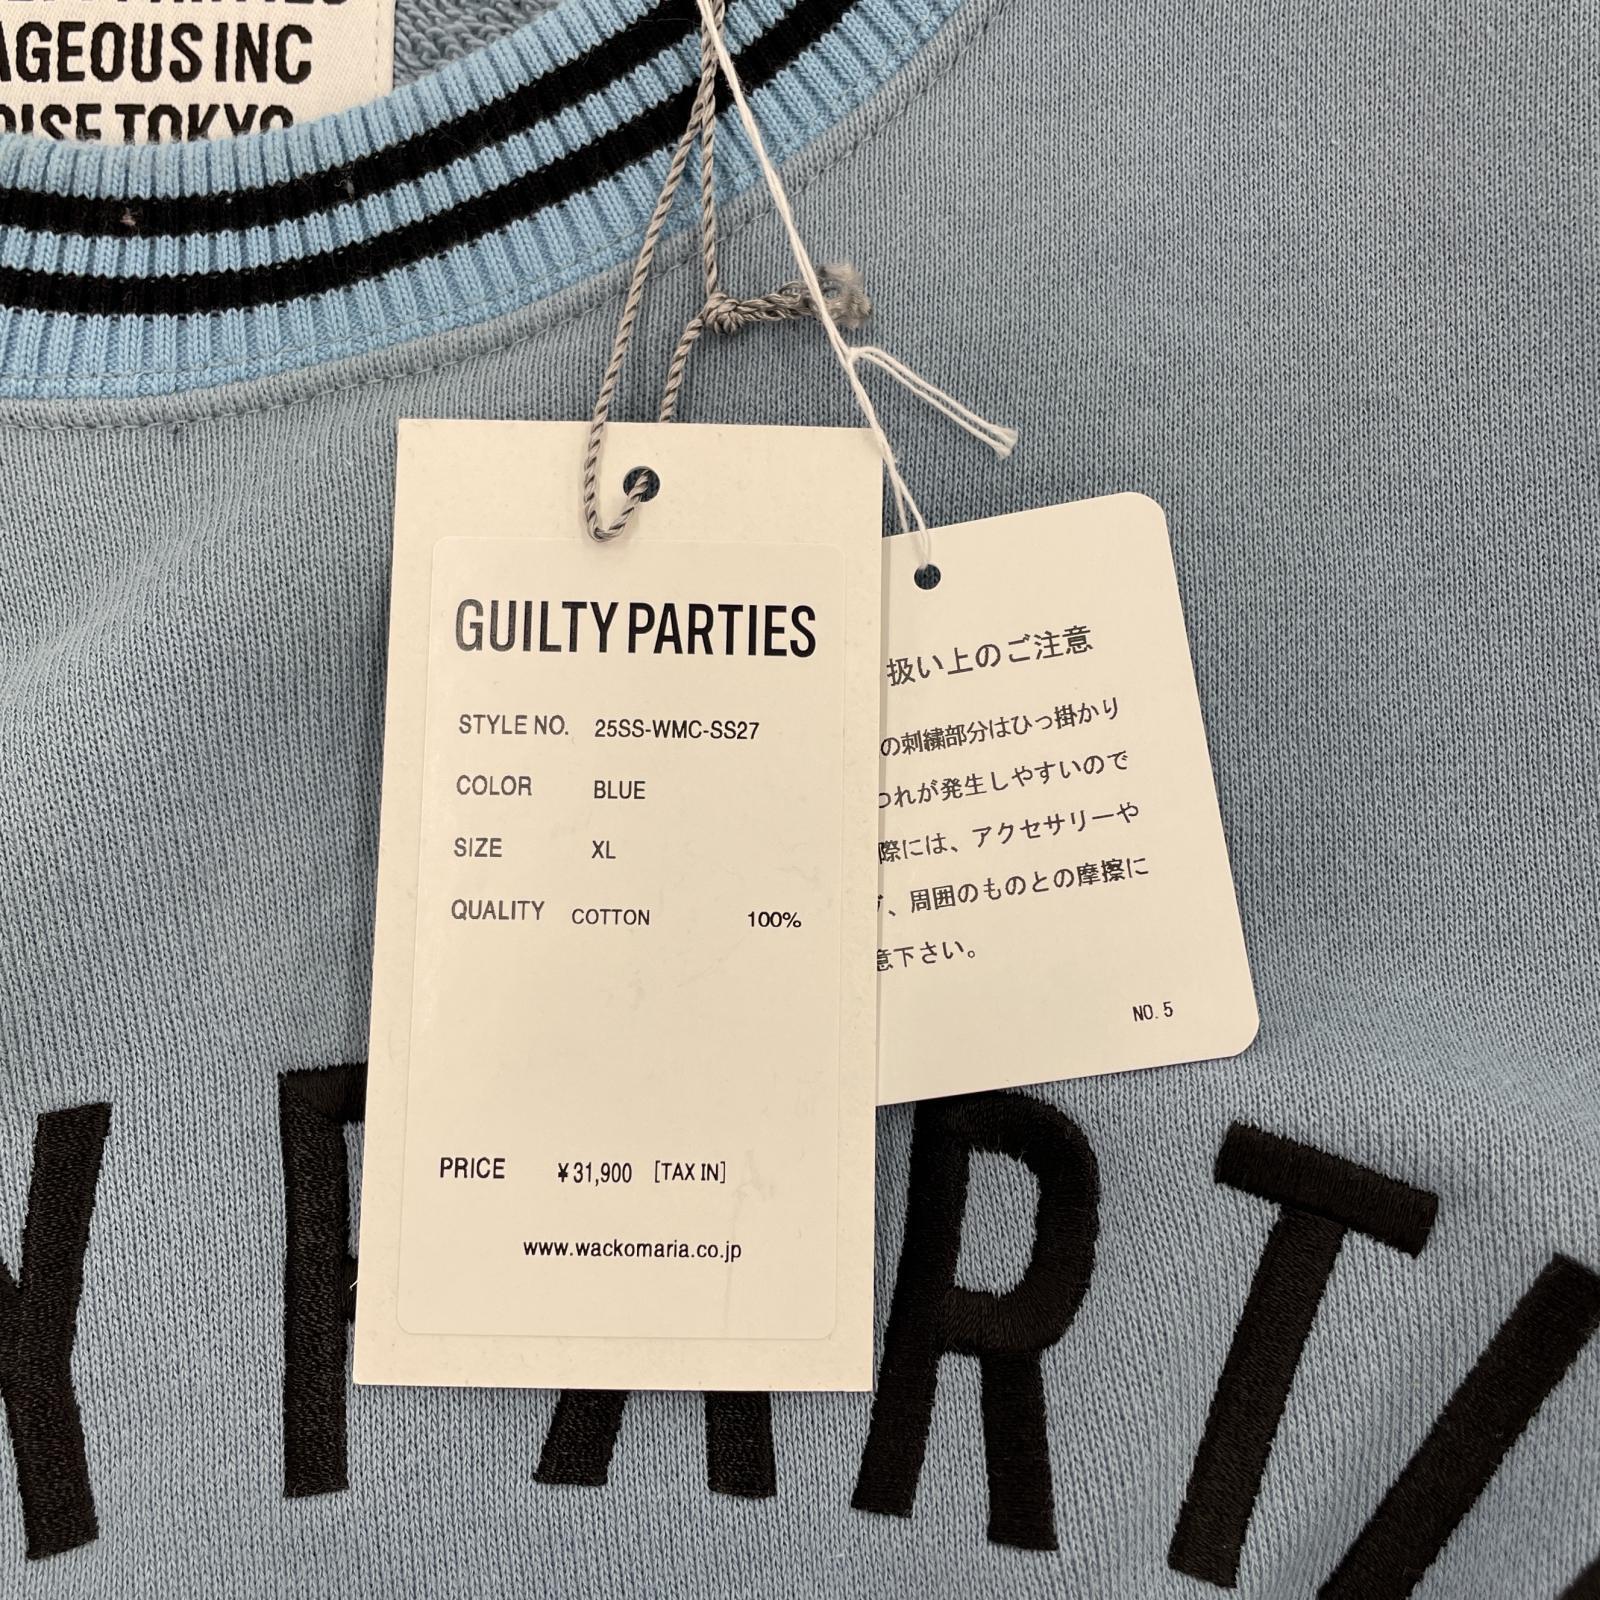 INC
TOKYO
GUILTY PARTIES
STYLE NO. 25SS-WMC-SS27
COLOR BLUE
SIZE XL
QUALITY COTTON 100%
PRICE ¥31,900 [TAX IN]
www.wackomaria.co.jp
扱い上のご注意
の刺繍部分はひっ掛かり
つれが発生しやすいので
際には、アクセサリーや
、周囲のものとの摩擦に
意下さい。
NO. 5